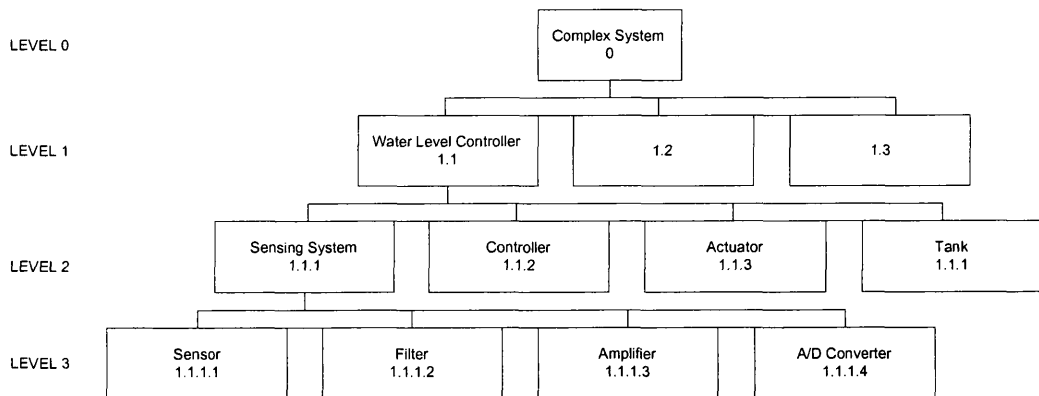 LEVEL 0
Complex System
0
LEVEL 1
Water Level Controller
1.1
1.2
1.3
LEVEL 2
Sensing System
1.1.1
Controller
1.1.2
Actuator
1.1.3
Tank
1.1.1
LEVEL 3
Sensor
1.1.1.1
Filter
1.1.1.2
Amplifier
1.1.1.3
A/D Converter
1.1.1.4